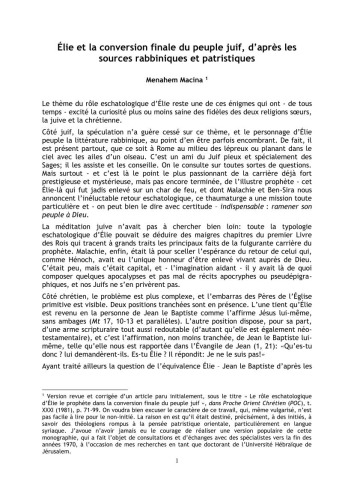 Élie et la conversion finale du peuple juif, d'après les
sources rabbiniques et patristiques
Menahem Macina 1
Le thème du rôle eschatologique d'Élie reste une de ces énigmes qui ont - de tous
temps - excité la curiosité plus ou moins saine des fidèles des deux religions sœurs,
la juive et la chrétienne.
Côté juif, la spéculation n'a guère cessé sur ce thème, et le personnage d'Élie
peuple la littérature rabbinique, au point d'en être parfois encombrant. De fait, il
est présent partout, que ce soit à Rome au milieu des lépreux ou planant dans le
ciel avec les ailes d'un oiseau. C'est un ami du Juif pieux et spécialement des
Sages; il les assiste et les conseille. On le consulte sur toutes sortes de questions.
Mais surtout - et c'est là le point le plus passionnant de la carrière déjà fort
prestigieuse et mystérieuse, mais pas encore terminée, de l'illustre prophète - cet
Élie-là qui fut jadis enlevé sur un char de feu, et dont Malachie et Ben-Sira nous
annoncent l'inéluctable retour eschatologique, ce thaumaturge a une mission toute
particulière et - on peut bien le dire avec certitude – indispensable : ramener son
peuple à Dieu.
La méditation juive n'avait pas à chercher bien loin: toute la typologie
eschatologique d'Élie pouvait se déduire des maigres chapitres du premier Livre
des Rois qui tracent à grands traits les principaux faits de la fulgurante carrière du
prophète. Malachie, enfin, était là pour sceller l'espérance du retour de celui qui,
comme Hénoch, avait eu l'unique honneur d'être enlevé vivant auprès de Dieu.
C'était peu, mais c'était capital, et - l'imagination aidant - il y avait là de quoi
composer quelques apocalypses et pas mal de récits apocryphes ou pseudépigra-
phiques, et nos Juifs ne s'en privèrent pas.
Côté chrétien, le problème est plus complexe, et l'embarras des Pères de l'Église
primitive est visible. Deux positions tranchées sont en présence. L'une tient qu'Élie
est revenu en la personne de Jean le Baptiste comme l'affirme Jésus lui-même,
sans ambages (Mt 17, 10-13 et parallèles). L'autre position dispose, pour sa part,
d'une arme scripturaire tout aussi redoutable (d'autant qu'elle est également néo-
testamentaire), et c'est l'affirmation, non moins tranchée, de Jean le Baptiste lui-
même, telle qu'elle nous est rapportée dans l'Évangile de Jean (1, 21): «Qu'es-tu
donc ? lui demandèrent-ils. Es-tu Élie ? Il répondit: Je ne le suis pas!»
Ayant traité ailleurs la question de l'équivalence Élie – Jean le Baptiste d'après les
1 Version revue et corrigée d'un article paru initialement, sous le titre « Le rôle eschatologique
d'Élie le prophète dans la conversion finale du peuple juif », dans Proche Orient Chrétien (POC), t.
XXXI (1981), p. 71-99. On voudra bien excuser le caractère de ce travail, qui, même vulgarisé, n'est
pas facile à lire pour le non-initié. La raison en est qu'il était destiné, précisément, à des initiés, à
savoir des théologiens rompus à la pensée patristique orientale, particulièrement en langue
syriaque. J'avoue n'avoir jamais eu le courage de réaliser une version populaire de cette
monographie, qui a fait l'objet de consultations et d'échanges avec des spécialistes vers la fin des
années 1970, à l'occasion de mes recherches en tant que doctorant de l'Université Hébraïque de
Jérusalem.
1